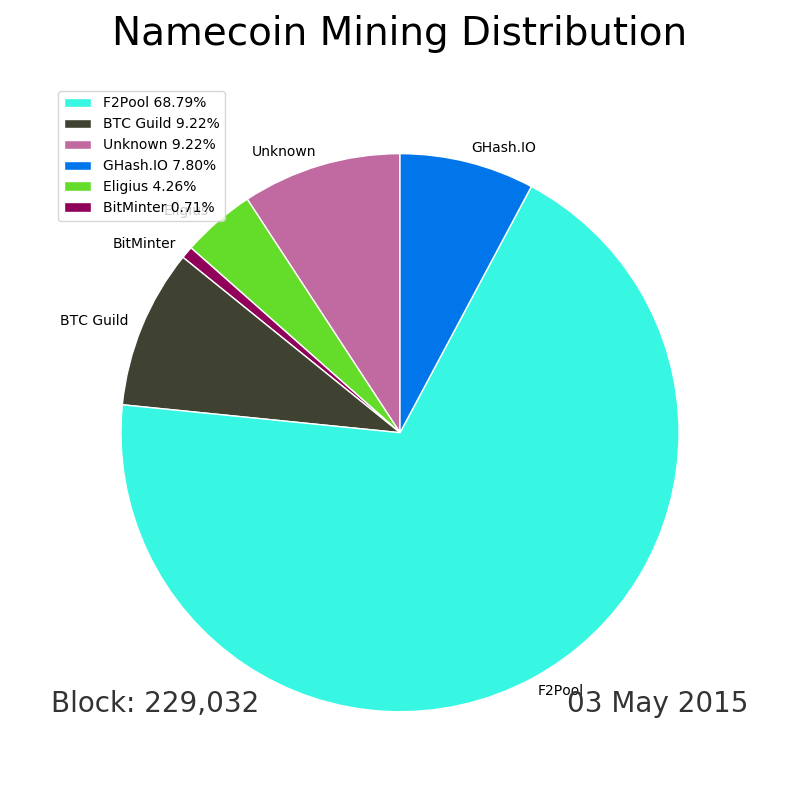 Namecoin Mining Distribution
F2Pool 68.79%
BTC Guild 9.22%
Unknown 9.22%
GHash.IO 7.80%
Eligius 4.26%
BitMinter 0.71%
GHash.IO
Unknown
Eligius
BitMinter
BTC Guild
F2Pool
Block: 229,032
03 May 2015